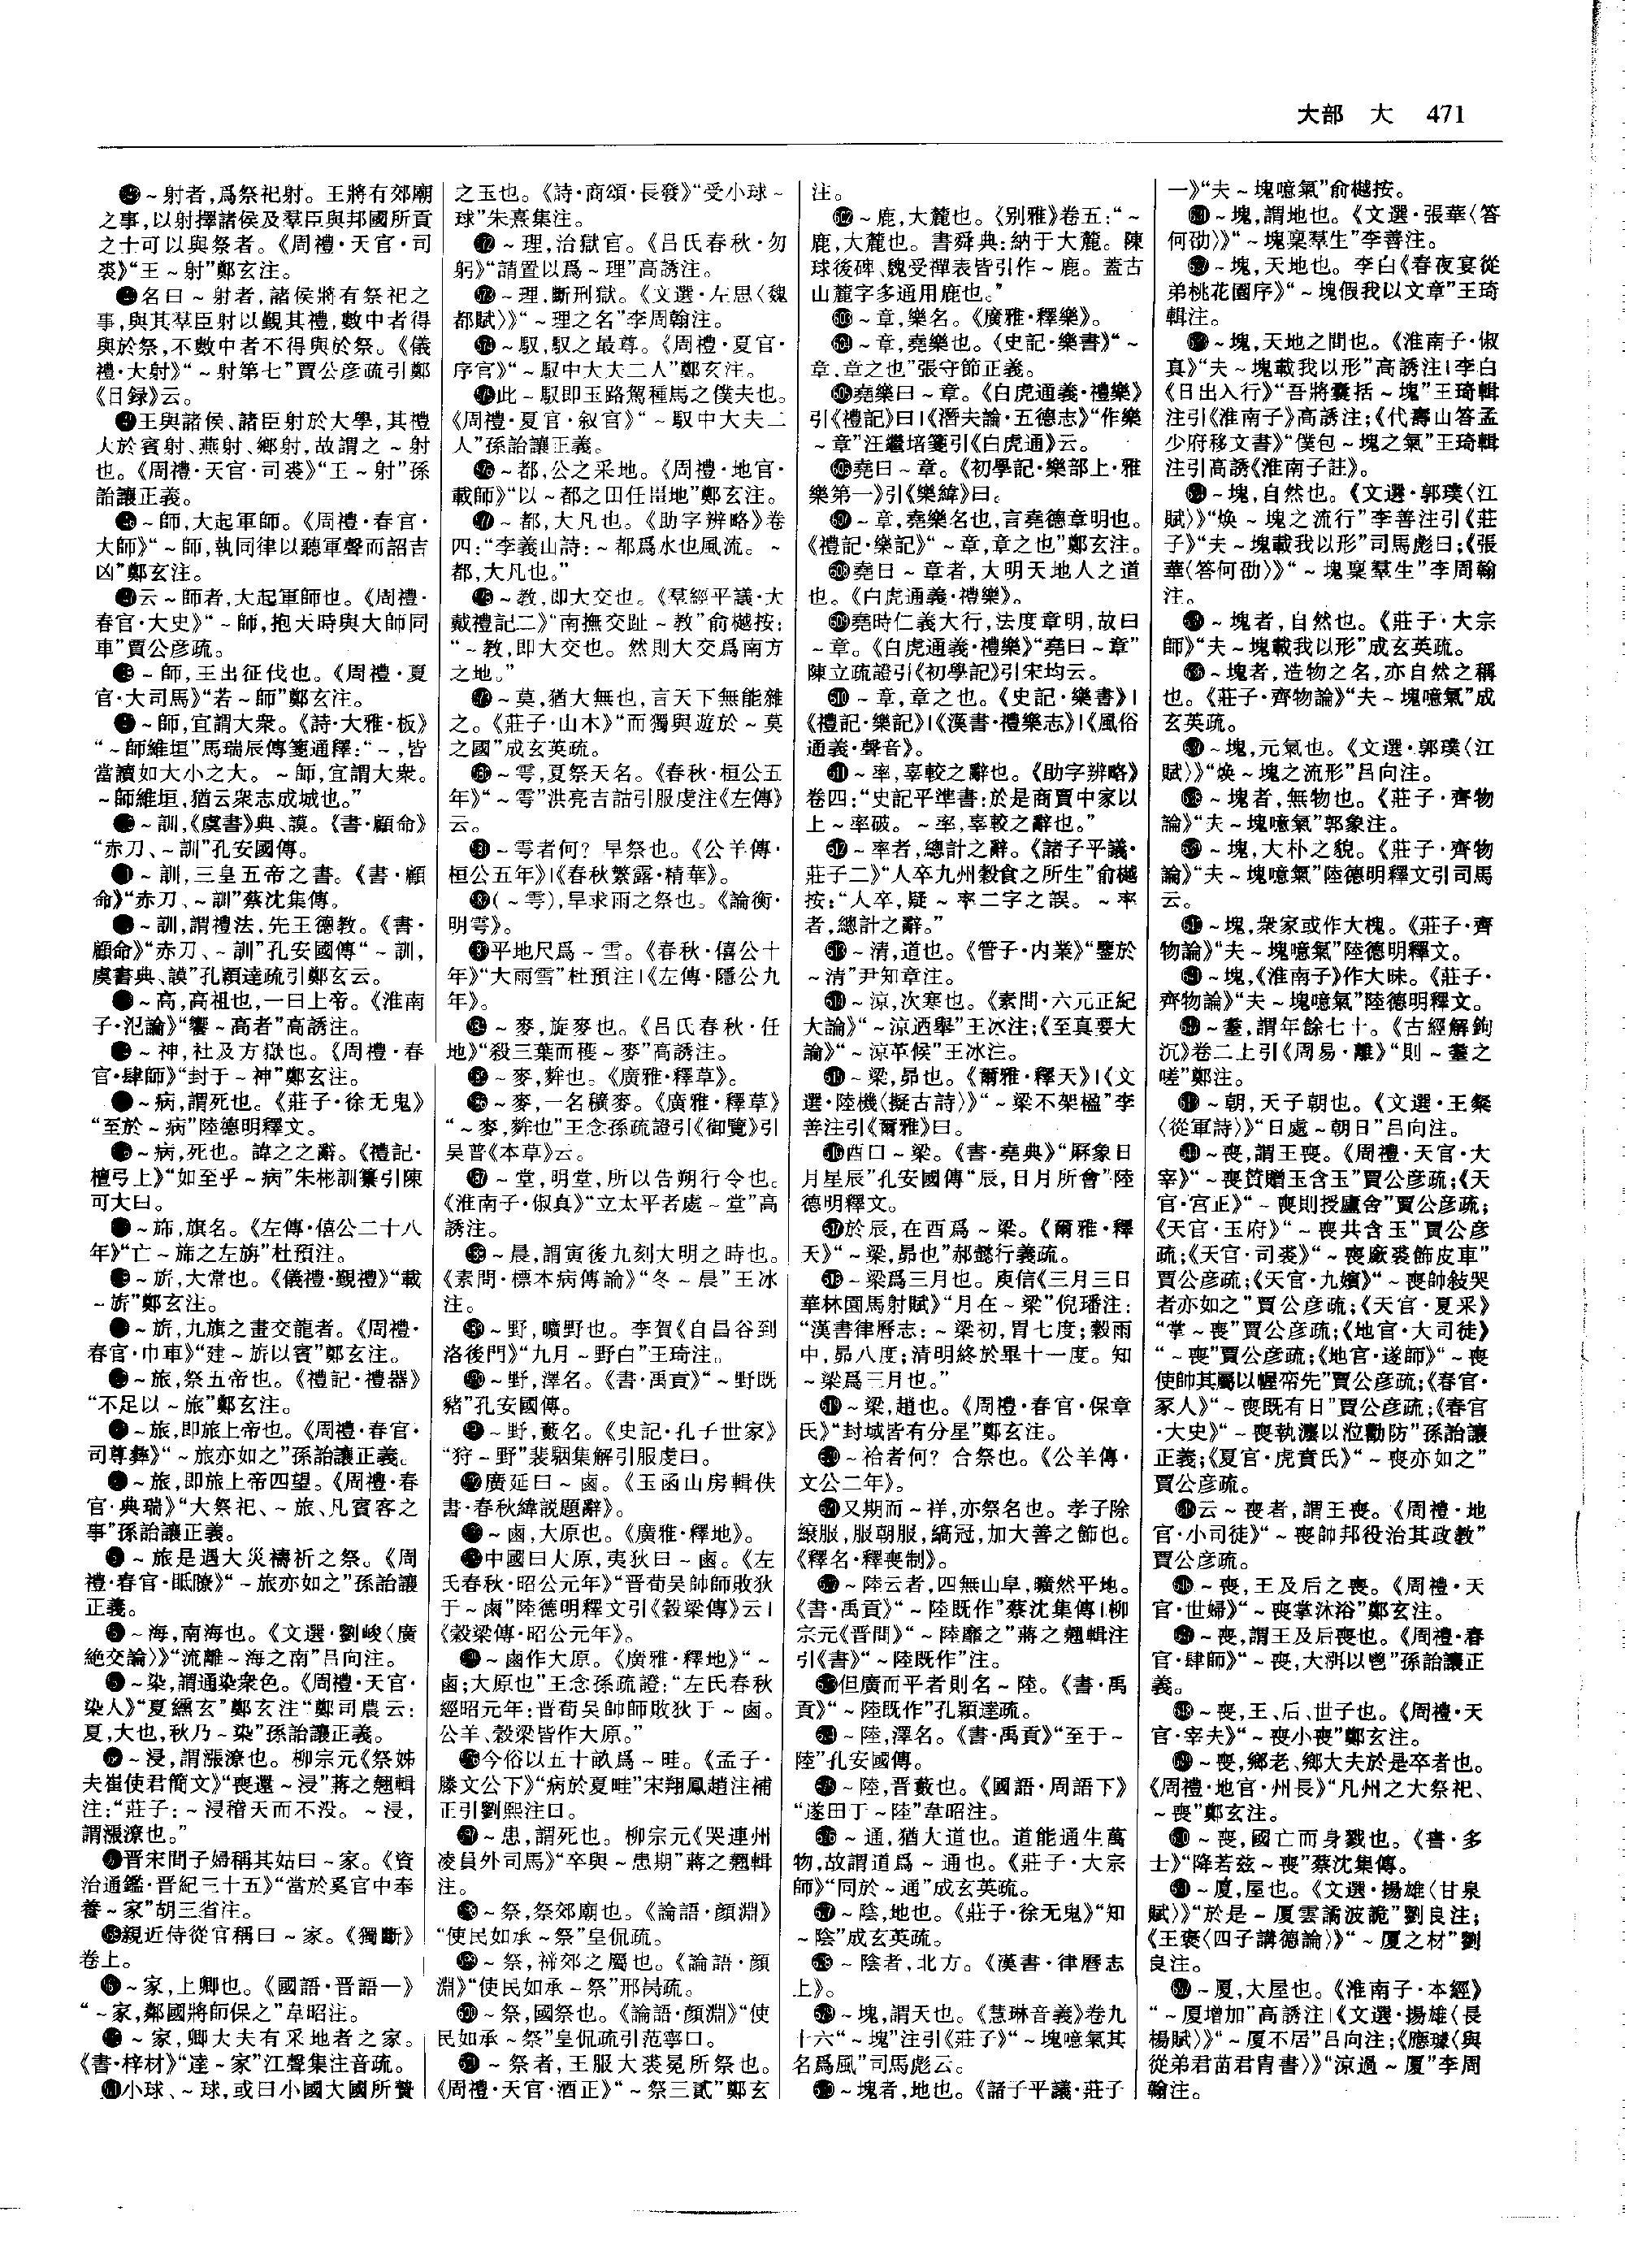 大部 大 471
~射者,爲祭祀射。王將有郊廟
之事,以射擇諸侯及羣臣與邦國所貢
之士可以與祭者。《周禮·天官·司
裘》“王~射”鄭玄注。
名曰~射者,諸侯將有祭祀之
事,與其羣臣射以觀其禮,數中者得
與於祭,不數中者不得與於祭。《儀
禮·大射》“~射第七”賈公彦疏引鄭
《目録》云。
王與諸侯、諸臣射於大學,其禮
大於賓射、燕射、鄉射,故謂之~射
也。《周禮·天官·司裘》“王~射”孫
詒讓正義。
~師,大起軍師。《周禮·春官·
大師》“~師,執同律以聽軍聲而詔吉
凶”鄭玄注。
云~師者,大起軍師也。《周禮·
春官·大史》“~師,抱天時與大師同
車”賈公彦疏。
~師,王出征伐也。《周禮·夏
官·大司馬》“若~師”鄭玄注。
~師,宜謂大衆。《詩·大雅·板》
“~師維垣”馬瑞辰傳箋通釋:“~,皆
當讀如大小之大。~師,宜謂大衆。
~師維垣,猶云衆志成城也。”
~訓,《虞書》典、謨。《書·顧命》
“赤刀、~訓”孔安國傳。
~訓,三皇五帝之書。《書·顧
命》“赤刀、~訓”蔡沈集傳。
~訓,謂禮法,先王德教。《書·
顧命》“赤刀、~訓”孔安國傳“~訓,
虞書典、謨”孔穎達疏引鄭玄云。
~高,高祖也,一曰上帝。《淮南
子·氾論》“饗~高者”高誘注。
~神,社及方嶽也。《周禮·春
官·肆師》“封于~神”鄭玄注。
~病,謂死也。《莊子·徐无鬼》
“至於~病”陸德明釋文。
~病,死也。諱之之辭。《禮記·
檀弓上》“如至乎~病”朱彬訓纂引陳
可大曰。
~旆,旗名。《左傳·僖公二十八
年》“亡~旆之左旃”杜預注。
~旂,大常也。《儀禮·覲禮》“載
~旂”鄭玄注。
~旂,九旗之畫交龍者。《周禮·
春官·巾車》“建~旂以賓”鄭玄注。
~旅,祭五帝也。《禮記·禮器》
“不足以~旅”鄭玄注。
~旅,即旅上帝也。《周禮·春官·
司尊彝》“~旅亦如之”孫詒讓正義。
~旅,即旅上帝四望。《周禮·春
官·典瑞》“大祭祀、~旅、凡賓客之
事”孫詒讓正義。
~旅是遇大災禱祈之祭。《周
禮·春官·眂瞭》“~旅亦如之”孫詒讓
正義。
~海,南海也。《文選·劉峻〈廣
絶交論〉》“流離~海之南”吕向注。
~染,謂通染衆色。《周禮·天官·
染人》“夏纁玄”鄭玄注“鄭司農云:
夏,大也,秋乃~染”孫詒讓正義。
~浸,謂漲潦也。柳宗元《祭姊
夫崔使君簡文》“喪還~浸”蔣之翹輯
注:“莊子:~浸稽天而不没。~浸,
謂漲潦也。”
晋宋間子婦稱其姑曰~家。《資
治通鑑·晋紀三十五》“當於奚官中奉
養~家”胡三省注。
親近侍從官稱曰~家。《獨斷》
卷上。
~家,上卿也。《國語·晋語一》
“~家,鄰國將師保之”韋昭注。
~家,卿大夫有采地者之家。
《書·梓材》“達~家”江聲集注音疏。
小球、~球,或曰小國大國所贄
之玉也。《詩·商頌·長發》“受小球~
球”朱熹集注。
~理,治獄官。《吕氏春秋·勿
躬》“請置以爲~理”高誘注。
~理,斷刑獄。《文選·左思〈魏
都賦〉》“~理之名”李周翰注。
~馭,馭之最尊。《周禮·夏官·
序官》“~馭中大大二人”鄭玄注。
此~馭即玉路駕種馬之僕夫也。
《周禮·夏官·叙官》“~馭中大夫二
人”孫詒讓正義。
~都,公之采地。《周禮·地官·
載師》“以~都之田任畺地”鄭玄注。
~都,大凡也。《助字辨略》卷
四:“李義山詩:~都爲水也風流。~
都,大凡也。”
~教,即大交也。《羣經平議·大
戴禮記二》“南撫交趾~教”俞樾按:
“~教,即大交也。然則大交爲南方
之地。”
~莫,猶大無也,言天下無能雜
之。《莊子·山木》“而獨與遊於~莫
之國”成玄英疏。
~雩,夏祭天名。《春秋·桓公五
年》“~雩”洪亮吉詁引服虔注《左傳》
云。
~雩者何?旱祭也。《公羊傳·
桓公五年》|《春秋繁露·精華》。
(~雩),旱求雨之祭也。《論衡·
明雩》。
平地尺爲~雪。《春秋·僖公十
年》“大雨雪”杜預注|《左傳·隱公九
年》。
~麥,旋麥也。《吕氏春秋·任
地》“殺三葉而穫~麥”高誘注。
~麥,麰也。《廣雅·釋草》。
~麥,一名穬麥。《廣雅·釋草》
“~麥,麰也”王念孫疏證引《御覽》引
吴普《本草》云。
~堂,明堂,所以告朔行令也。
《淮南子·俶真》“立太平者處~堂”高
誘注。
~晨,謂寅後九刻大明之時也。
《素問·標本病傳論》“冬~晨”王冰
注。
~野,曠野也。李賀《自昌谷到
洛後門》“九月~野白”王琦注。
~野,澤名。《書·禹貢》“~野既
豬”孔安國傳。
~野,藪名。《史記·孔子世家》
“狩~野”裴駰集解引服虔曰。
廣延曰~鹵。《玉函山房輯佚
書·春秋緯説題辭》。
~鹵,大原也。《廣雅·釋地》。
中國曰大原,夷狄曰~鹵。《左
氏春秋·昭公元年》“晋荀吴帥師敗狄
于~鹵”陸德明釋文引《穀梁傳》云|
《穀梁傳·昭公元年》。
~鹵作大原。《廣雅·釋地》“~
鹵;大原也”王念孫疏證:“左氏春秋
經昭元年:晋荀吴帥師敗狄于~鹵。
公羊、穀梁皆作大原。”
今俗以五十畝爲~畦。《孟子·
滕文公下》“病於夏畦”宋翔鳳趙注補
正引劉熙注曰。
~患,謂死也。柳宗元《哭連州
凌員外司馬》“卒與~患期”蔣之翹輯
注。
~祭,祭郊廟也。《論語·顔淵》
“使民如承~祭”皇侃疏。
~祭,禘郊之屬也。《論語·顔
淵》“使民如承~祭”邢昺疏。
~祭,國祭也。《論語·顔淵》“使
民如承~祭”皇侃疏引范寧曰。
~祭者,王服大裘冕所祭也。
《周禮·天官·酒正》“~祭三貳”鄭玄
注。
602~鹿,大麓也。《别雅》卷五:“~
鹿,大麓也。書舜典:納于大麓。陳
球後碑、魏受禪表皆引作~鹿。蓋古
山麓字多通用鹿也。”
603~章,樂名。《廣雅·釋樂》。
604~章,堯樂也。《史記·樂書》“~
章,章之也”張守節正義。
605堯樂曰~章。《白虎通義·禮樂》
引《禮記》曰|《潛夫論·五德志》“作樂
~章”汪繼培箋引《白虎通》云。
606堯曰~章。《初學記·樂部上·雅
樂第一》引《樂緯》曰。
607~章,堯樂名也,言堯德章明也。
《禮記·樂記》“~章,章之也”鄭玄注。
608堯曰~章者,大明天地人之道
也。《白虎通義·禮樂》。
609堯時仁義大行,法度章明,故曰
~章。《白虎通義·禮樂》“堯曰~章”
陳立疏證引《初學記》引宋均云。
610~章,章之也。《史記·樂書》|
《禮記·樂記》|《漢書·禮樂志》|《風俗
通義·聲音》。
611~率,辜較之辭也。《助字辨略》
卷四:“史記平準書:於是商賈中家以
上~率破。~率,辜較之辭也。”
612~率者,總計之辭。《諸子平議·
莊子二》“人卒九州穀食之所生”俞樾
按:“人卒,疑~率二字之誤。~率
者,總計之辭。”
613~清,道也。《管子·内業》“鑒於
~清”尹知章注。
614~涼,次寒也。《素問·六元正紀
大論》“~涼迺舉”王冰注;《至真要大
論》“~涼革候”王冰注。
615~梁,昴也。《爾雅·釋天》|《文
選·陸機〈擬古詩〉》“~梁不架楹”李
善注引《爾雅》曰。
616酉曰~梁。《書·堯典》“厤象日
月星辰”孔安國傳“辰,日月所會”陸
德明釋文。
617於辰,在酉爲~梁。《爾雅·釋
天》“~梁,昴也”郝懿行義疏。
618~梁爲三月也。庾信《三月三日
華林園馬射賦》“月在~梁”倪璠注:
“漢書律曆志:~梁初,胃七度;穀雨
中,昴八度;清明終於畢十一度。知
~梁爲三月也。”
619~梁,趙也。《周禮·春官·保章
氏》“封域皆有分星”鄭玄注。
~祫者何?合祭也。《公羊傳·
文公二年》。
又期而~祥,亦祭名也。孝子除
縗服,服朝服,縞冠,加大善之飾也。
《釋名·釋喪制》。
~陸云者,四無山阜,曠然平地。
《書·禹貢》“~陸既作”蔡沈集傳|柳
宗元《晋問》“~陸靡之”蔣之翹輯注
引《書》“~陸既作”注。
但廣而平者則名~陸。《書·禹
貢》“~陸既作”孔穎達疏。
~陸,澤名。《書·禹貢》“至于~
陸”孔安國傳。
~陸,晋藪也。《國語·周語下》
“遂田于~陸”韋昭注。
~通,猶大道也。道能通生萬
物,故謂道爲~通也。《莊子·大宗
師》“同於~通”成玄英疏。
~陰,地也。《莊子·徐无鬼》“知
~陰”成玄英疏。
~陰者,北方。《漢書·律曆志
上》。
~塊,謂天也。《慧琳音義》卷九
十六“~塊”注引《莊子》“~塊噫氣其
名爲風”司馬彪云。
~塊者,地也。《諸子平議·莊子
一》“夫~塊噫氣”俞樾按。
~塊,謂地也。《文選·張華〈答
何劭〉》“~塊稟羣生”李善注。
~塊,天地也。李白《春夜宴從
弟桃花園序》“~塊假我以文章”王琦
輯注。
~塊,天地之間也。《淮南子·俶
真》“夫~塊載我以形”高誘注|李白
《日出入行》“吾將囊括~塊”王琦輯
注引《淮南子》高誘注;《代壽山答孟
少府移文書》“僕包~塊之氣”王琦輯
注引高誘《淮南子註》。
~塊,自然也。《文選·郭璞〈江
賦〉》“焕~塊之流行”李善注引《莊
子》“夫~塊載我以形”司馬彪曰;《張
華〈答何劭〉》“~塊稟羣生”李周翰
注。
~塊者,自然也。《莊子·大宗
師》“夫~塊載我以形”成玄英疏。
~塊者,造物之名,亦自然之稱
也。《莊子·齊物論》“夫~塊噫氣”成
玄英疏。
~塊,元氣也。《文選·郭璞〈江
賦〉》“焕~塊之流形”吕向注。
~塊者,無物也。《莊子·齊物
論》“夫~塊噫氣”郭象注。
~塊,大朴之貌。《莊子·齊物
論》“夫~塊噫氣”陸德明釋文引司馬
云。
~塊,衆家或作大槐。《莊子·齊
物論》“夫~塊噫氣”陸德明釋文。
~塊,《淮南子》作大昧。《莊子·
齊物論》“夫~塊噫氣”陸德明釋文。
~耋,謂年餘七十。《古經解鉤
沉》卷二上引《周易·離》“則~耋之
嗟”鄭注。
~朝,天子朝也。《文選·王粲
〈從軍詩〉》“日處~朝日”吕向注。
~喪,謂王喪。《周禮·天官·大
宰》“~喪贊贈玉含玉”賈公彦疏;《天
官·宮正》“~喪則授廬舍”賈公彦疏;
《天官·玉府》“~喪共含玉”賈公彦
疏;《天官·司裘》“~喪廞裘飾皮車”
賈公彦疏;《天官·九嬪》“~喪帥敍哭
者亦如之”賈公彦疏;《天官·夏采》
“掌~喪”賈公彦疏;《地官·大司徒》
“~喪”賈公彦疏;《地官·遂師》“~喪
使帥其屬以幄帟先”賈公彦疏;《春官·
冢人》“~喪既有日”賈公彦疏;《春官
·大史》“~喪執灋以涖勸防”孫詒讓
正義;《夏官·虎賁氏》“~喪亦如之”
賈公彦疏。
云~喪者,謂王喪。《周禮·地
官·小司徒》“~喪帥邦役治其政教”
賈公彦疏。
~喪,王及后之喪。《周禮·天
官·世婦》“~喪掌沐浴”鄭玄注。
~喪,謂王及后喪也。《周禮·春
官·肆師》“~喪,大渳以鬯”孫詒讓正
義。
~喪,王、后、世子也。《周禮·天
官·宰夫》“~喪小喪”鄭玄注。
~喪,鄉老、鄉大夫於是卒者也。
《周禮·地官·州長》“凡州之大祭祀、
~喪”鄭玄注。
~喪,國亡而身戮也。《書·多
士》“降若兹~喪”蔡沈集傳。
~厦,屋也。《文選·揚雄〈甘泉
賦〉》“於是~厦雲譎波詭”劉良注;
《王褒〈四子講德論〉》“~厦之材”劉
良注。
~厦,大屋也。《淮南子·本經》
“~厦增加”高誘注|《文選·揚雄〈長
楊賦〉》“~厦不居”吕向注;《應璩〈與
從弟君苗君胄書〉》“涼過~厦”李周
翰注。